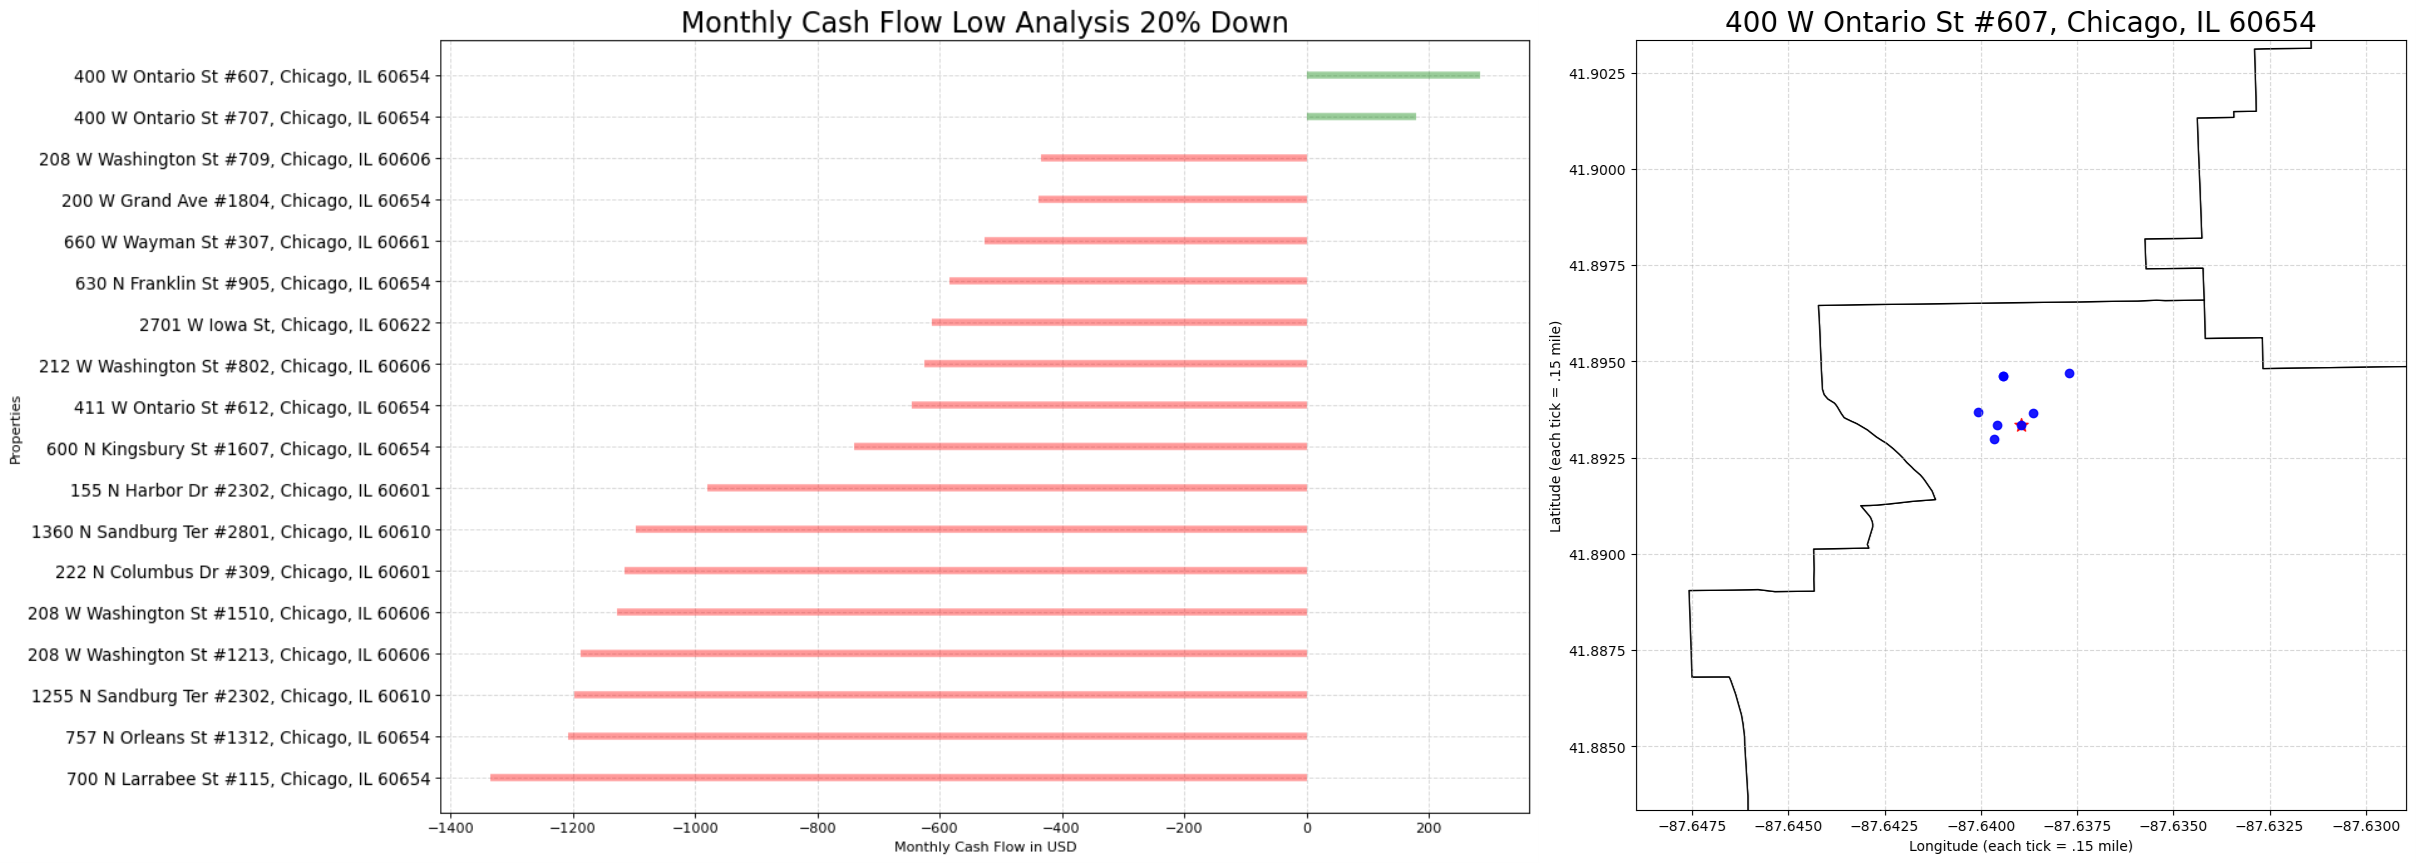 Monthly Cash Flow Low Analysis 20% Down
Properties
400 W Ontario St #607, Chicago, IL 60654
400 W Ontario St #707, Chicago, IL 60654
208 W Washington St #709, Chicago, IL 60606
200 W Grand Ave #1804, Chicago, IL 60654
660 W Wayman St #307, Chicago, IL 60661
630 N Franklin St #905, Chicago, IL 60654
2701 W Iowa St, Chicago, IL 60622
212 W Washington St #802, Chicago, IL 60606
411 W Ontario St #612, Chicago, IL 60654
600 N Kingsbury St #1607, Chicago, IL 60654
155 N Harbor Dr #2302, Chicago, IL 60601
1360 N Sandburg Ter #2801, Chicago, IL 60610
222 N Columbus Dr #309, Chicago, IL 60601
208 W Washington St #1510, Chicago, IL 60606
208 W Washington St #1213, Chicago, IL 60606
1255 N Sandburg Ter #2302, Chicago, IL 60610
757 N Orleans St #1312, Chicago, IL 60654
700 N Larrabee St #115, Chicago, IL 60654
−1400 −1200 −1000 −800 −600 −400 −200 0 200
Monthly Cash Flow in USD
400 W Ontario St #607, Chicago, IL 60654
Latitude (each tick = .15 mile)
41.9025
41.9000
41.8975
41.8950
41.8925
41.8900
41.8875
41.8850
−87.6475 −87.6450 −87.6425 −87.6400 −87.6375 −87.6350 −87.6325 −87.6300
Longitude (each tick = .15 mile)